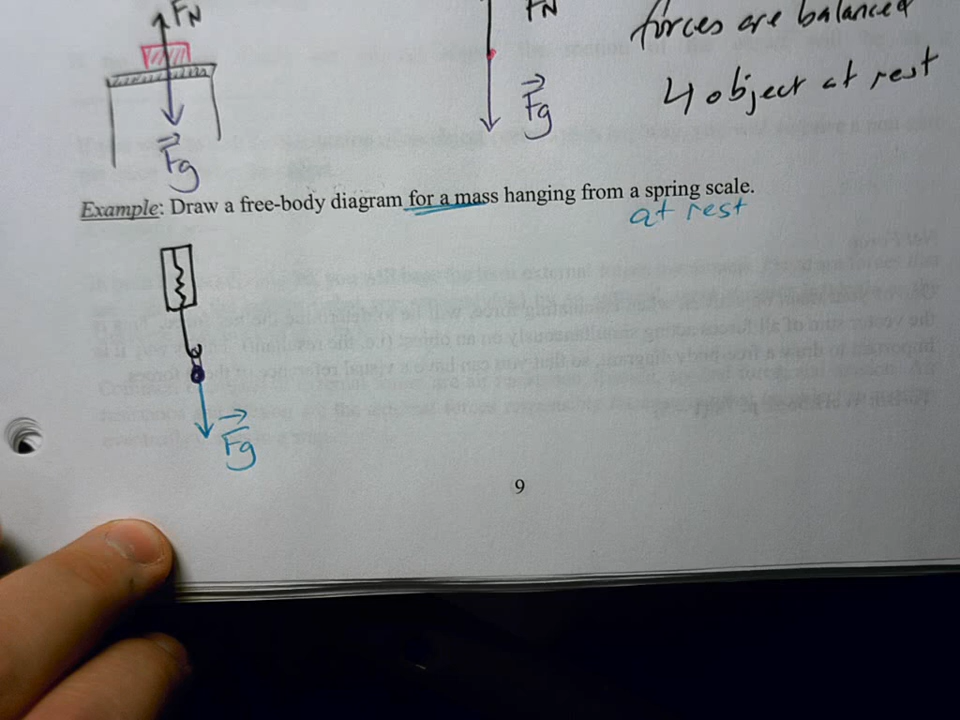 FN
FN
forces are balanced
Fg
↳ object at rest
Fg
Example: Draw a free-body diagram for a mass hanging from a spring scale.
at rest
Fg
9